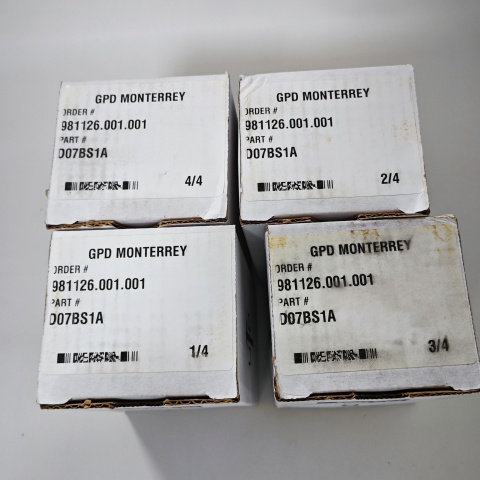 GPD MONTERREY
ORDER #
981126.001.001
PART #
D07BS1A
4/4
GPD MONTERREY
ORDER #
981126.001.001
PART #
D07BS1A
2/4
GPD MONTERREY
ORDER #
981126.001.001
PART #
D07BS1A
1/4
GPD MONTERREY
ORDER #
981126.001.001
PART #
D07BS1A
3/4